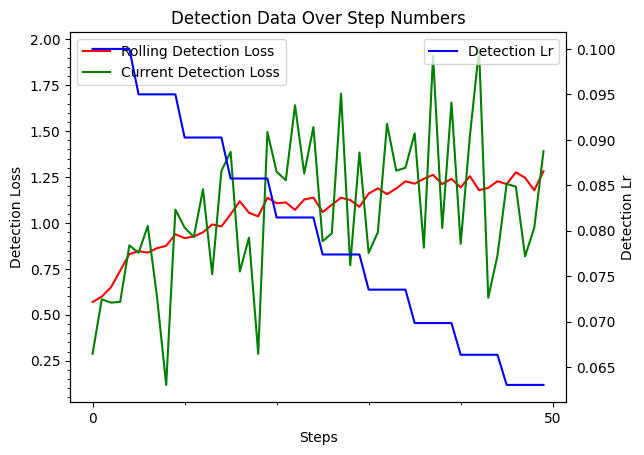 Detection Data Over Step Numbers
Rolling Detection Loss
Current Detection Loss
Detection Lr
2.00
1.75
1.50
1.25
1.00
0.75
0.50
0.25
Detection Loss
0.100
0.095
0.090
0.085
0.080
0.075
0.070
0.065
Detection Lr
0
50
Steps